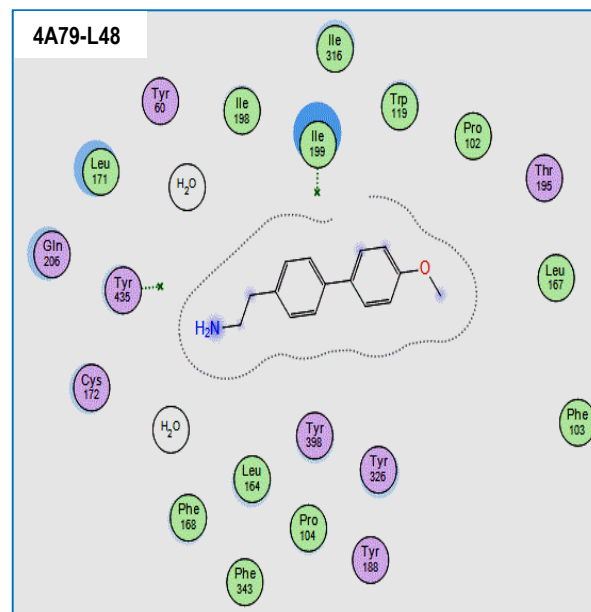 4A79-L48
Ile
316
Tyr
60
Ile
198
Trp
119
Ile
199
Pro
102
Leu
171
H₂O
Thr
195
Gln
206
Tyr
435
O
Leu
167
H₂N
Cys
172
H₂O
Tyr
398
Phe
103
Leu
164
Tyr
326
Phe
168
Pro
104
Tyr
188
Phe
343